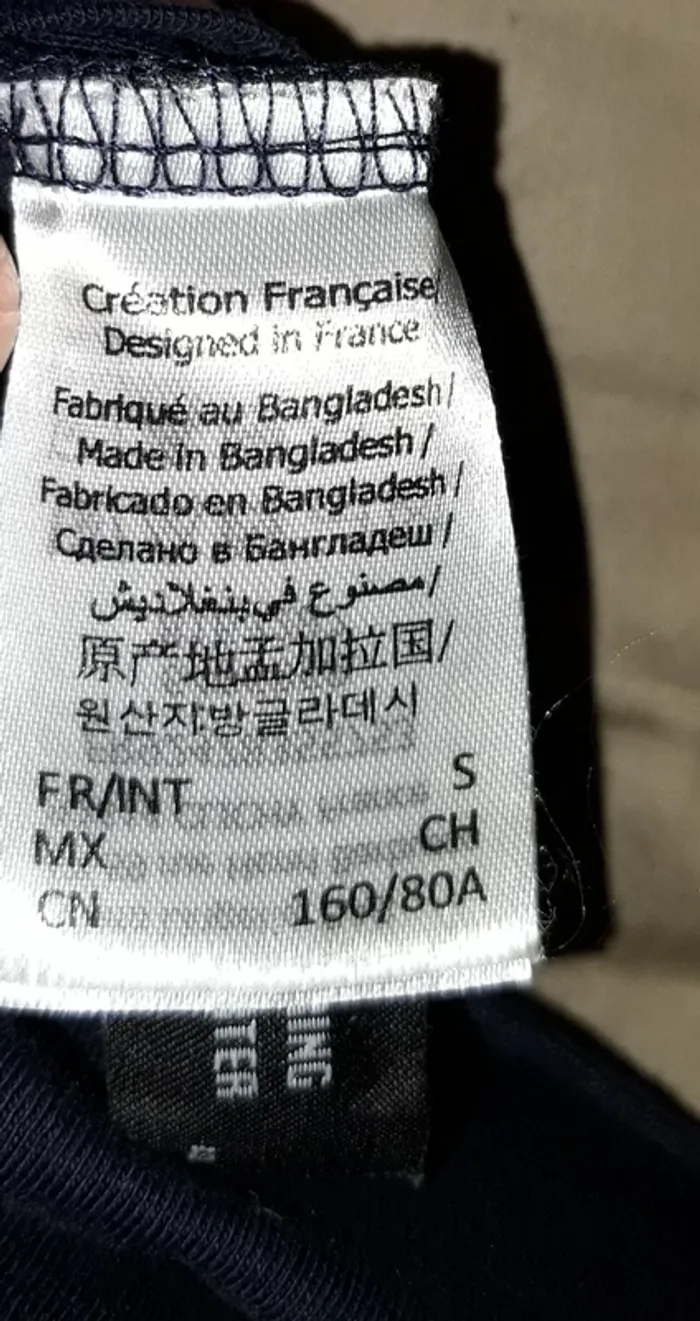 Création Française/
Designed in France
Fabriqué au Bangladesh/
Made in Bangladesh/
Fabricado en Bangladesh/
Сделано в Бангладеш/
مصنوع في بنغلاديش/
原产地孟加拉国/
원산지:방글라데시
FR/INT S
MX CH
CN 160/80A